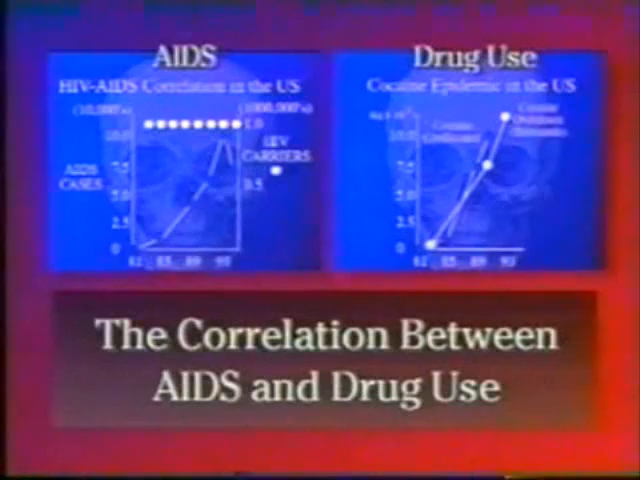 AIDS
HIV-AIDS Correlation in the US
(10,000's) (1000,000's)
10.0 1.0
HIV
CARRIERS
AIDS
CASES
7.5
5.0 0.5
2.5
0
81 85 89 93
Drug Use
Cocaine Epidemic in the US
10.0
7.5
5.0
2.5
0
81 85 89 93
The Correlation Between
AIDS and Drug Use